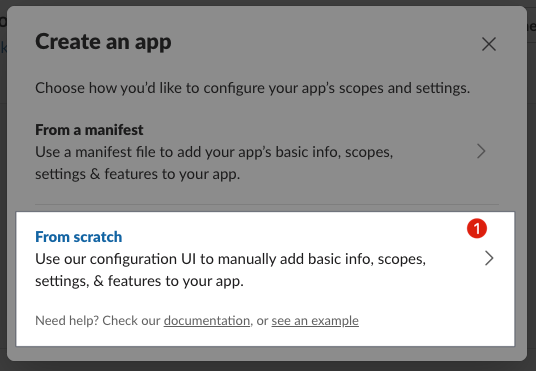 Create an app
Choose how you’d like to configure your app’s scopes and settings.
From a manifest
Use a manifest file to add your app’s basic info, scopes,
settings & features to your app.
From scratch
1
Use our configuration UI to manually add basic info, scopes,
settings, & features to your app.
Need help? Check our documentation, or see an example